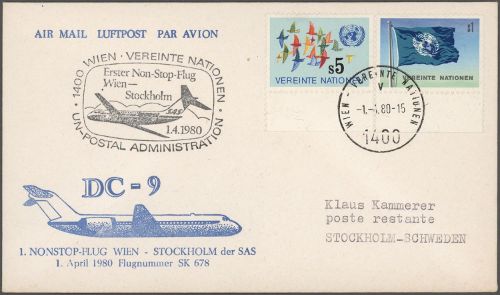 AIR MAIL LUFTPOST PAR AVION
1400 WIEN · VEREINTE NATIONEN ·
Erster Non-Stop-Flug
Wien—
Stockholm
SAS
1.4.1980
UN-POSTAL ADMINISTRATION
s5
VEREINTE NATIONEN
s1
VEREINTE NATIONEN
WIEN - VEREINTE NATIONEN
V
-1.-4.80-15
1400
DC-9
1. NONSTOP-FLUG WIEN - STOCKHOLM der SAS
1. April 1980 Flugnummer SK 678
Klaus Kammerer
poste restante
STOCKHOLM-SCHWEDEN